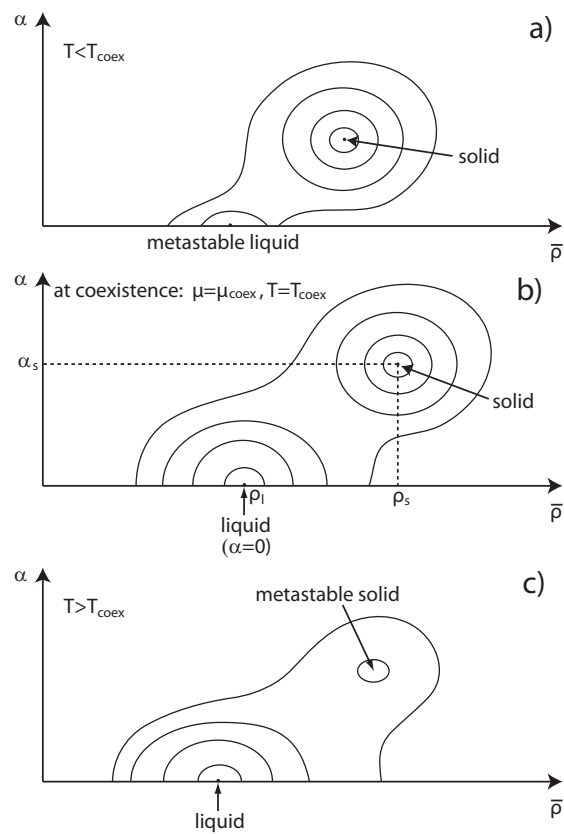 α
a)
T<T_coex
solid
metastable liquid
ρ̅
α
b)
at coexistence: μ=μ_coex, T=T_coex
α_s
solid
ρ_l
ρ_s
ρ̅
liquid
(α=0)
α
c)
T>T_coex
metastable solid
liquid
ρ̅